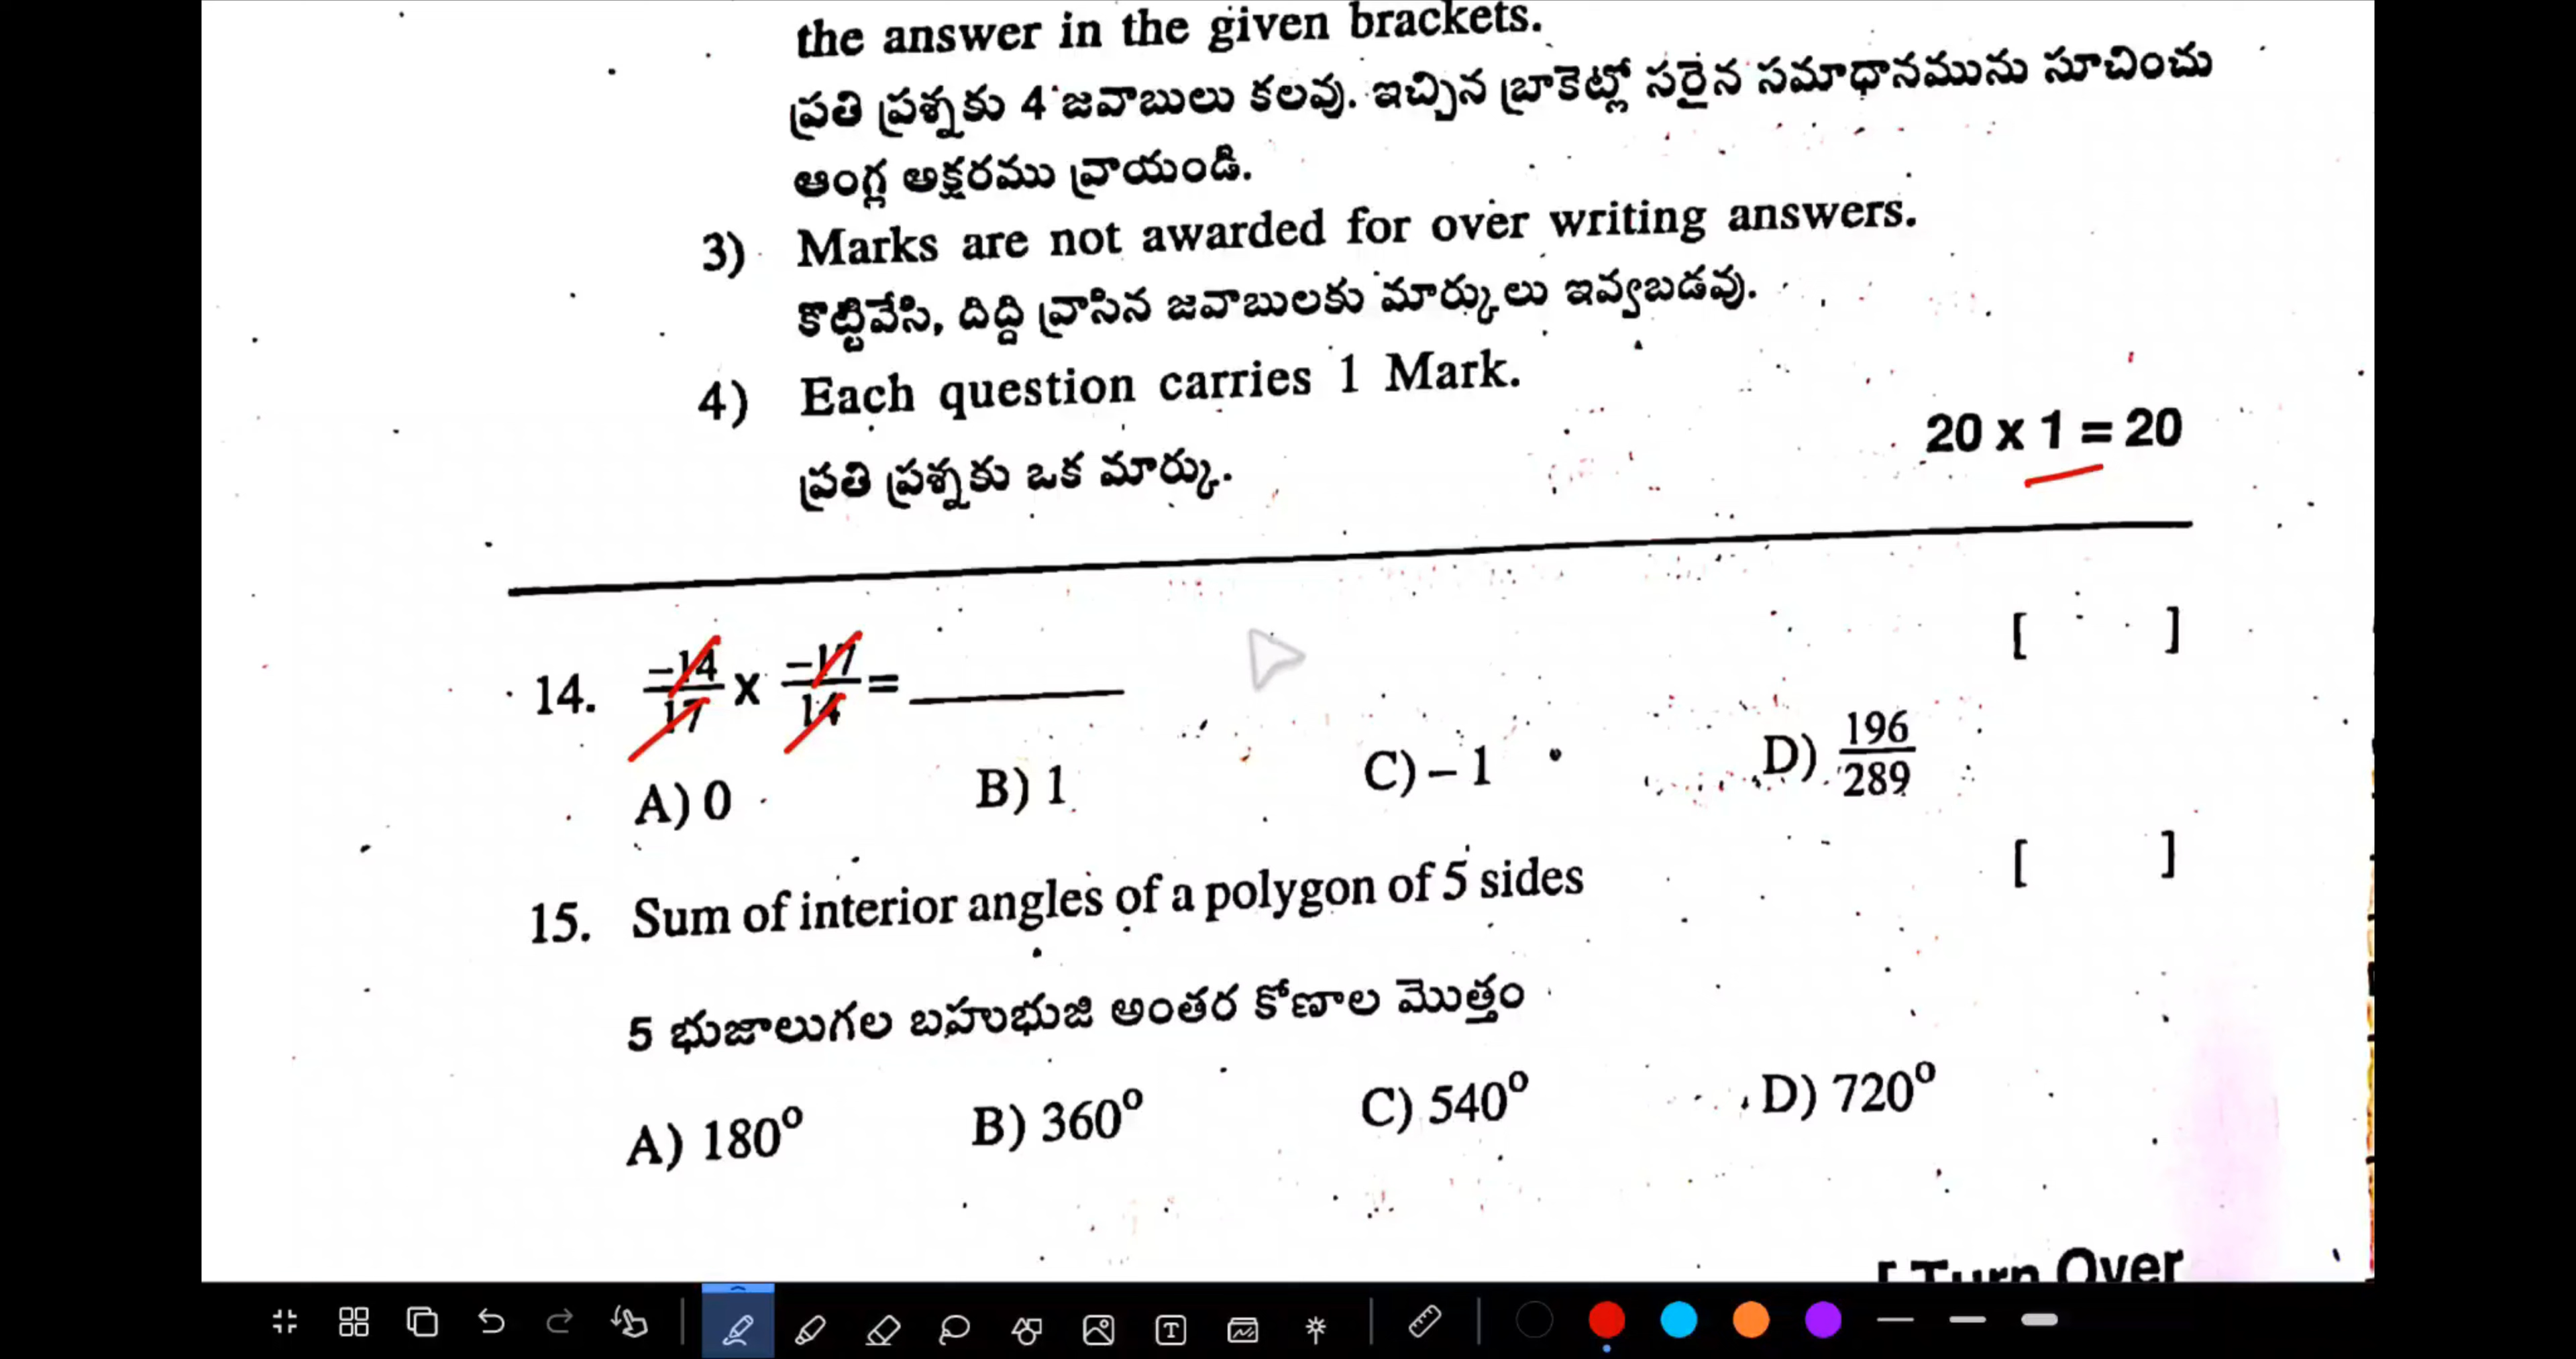 the answer in the given brackets.
ప్రతి ప్రశ్నకు 4 జవాబులు కలవు. ఇచ్చిన బ్రాకెట్లో సరైన సమాధానమును సూచించు
ఆంగ్ల అక్షరము వ్రాయండి.
3) Marks are not awarded for over writing answers.
కొట్టివేసి, దిద్ది వ్రాసిన జవాబులకు మార్కులు ఇవ్వబడవు.
4) Each question carries 1 Mark.
ప్రతి ప్రశ్నకు ఒక మార్కు.
20 x 1 = 20
14. -14/17 x -17/14 = ________ [ ]
A) 0 B) 1 C) – 1 D) 196/289
15. Sum of interior angles of a polygon of 5 sides [ ]
5 భుజాలుగల బహుభుజి అంతర కోణాల మొత్తం
A) 180° B) 360° C) 540° D) 720°
[ Turn Over